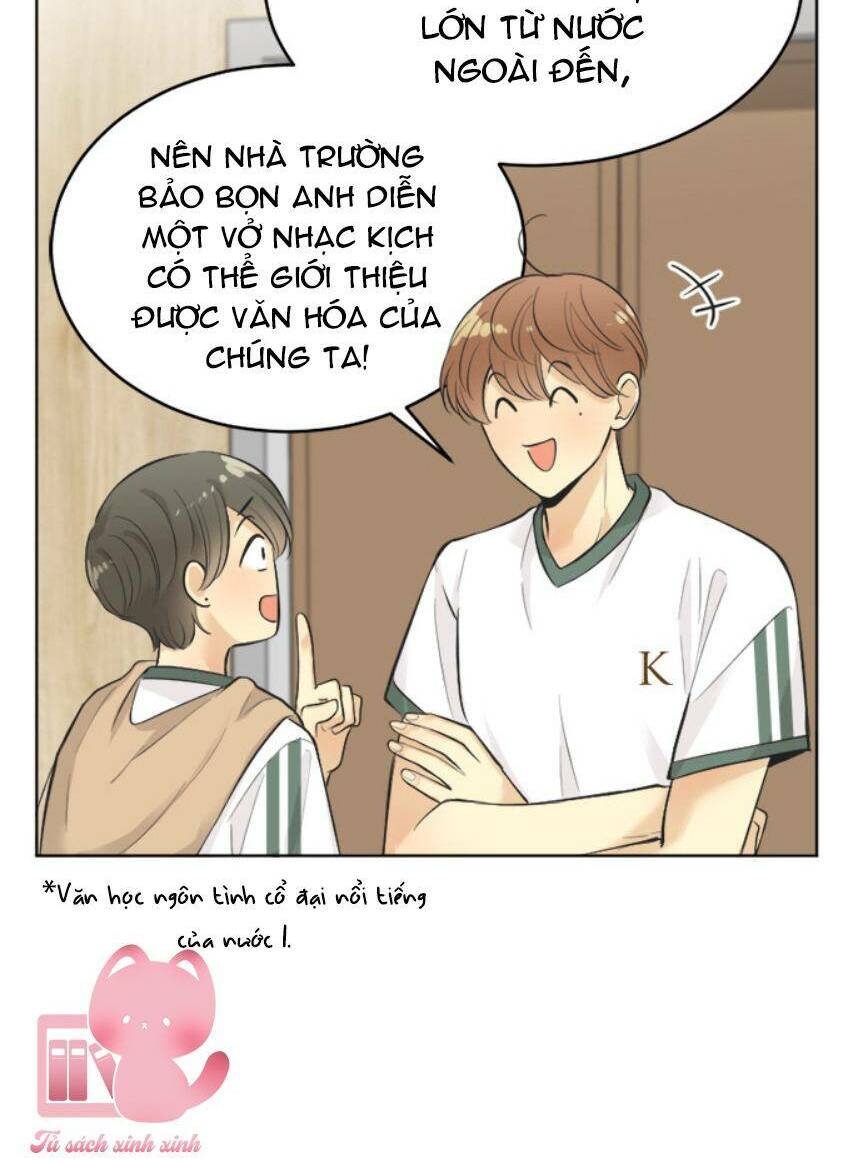 LỚN TỪ NƯỚC
NGOÀI ĐẾN,
NÊN NHÀ TRƯỜNG
BẢO BỌN ANH DIỄN
MỘT VỞ NHẠC KỊCH
CÓ THỂ GIỚI THIỆU
ĐƯỢC VĂN HÓA CỦA
CHÚNG TA!
K
*Văn học ngôn tình cổ đại nổi tiếng
của nước I.
Tủ sách xinh xinh